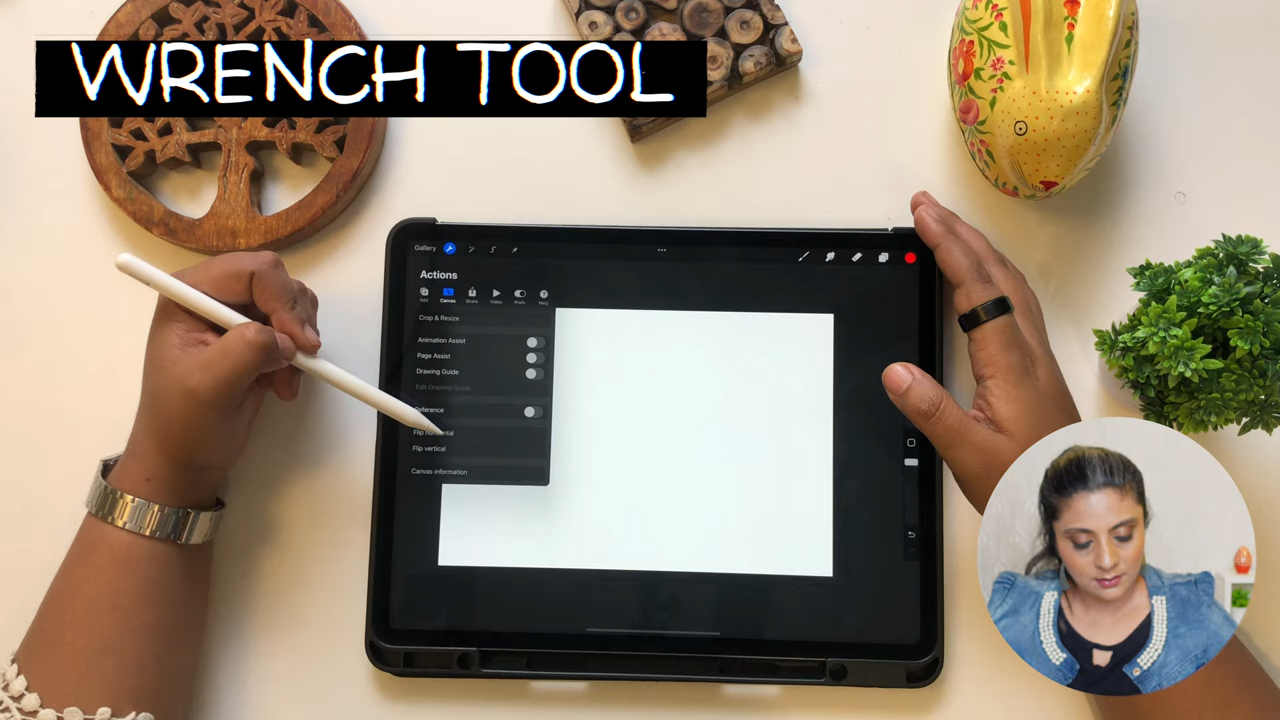 WRENCH TOOL
Gallery
Actions
Add Canvas Share Video Prefs Help
Crop & Resize
Animation Assist
Page Assist
Drawing Guide
Edit Drawing Guide
Reference
Flip horizontal
Flip vertical
Canvas information